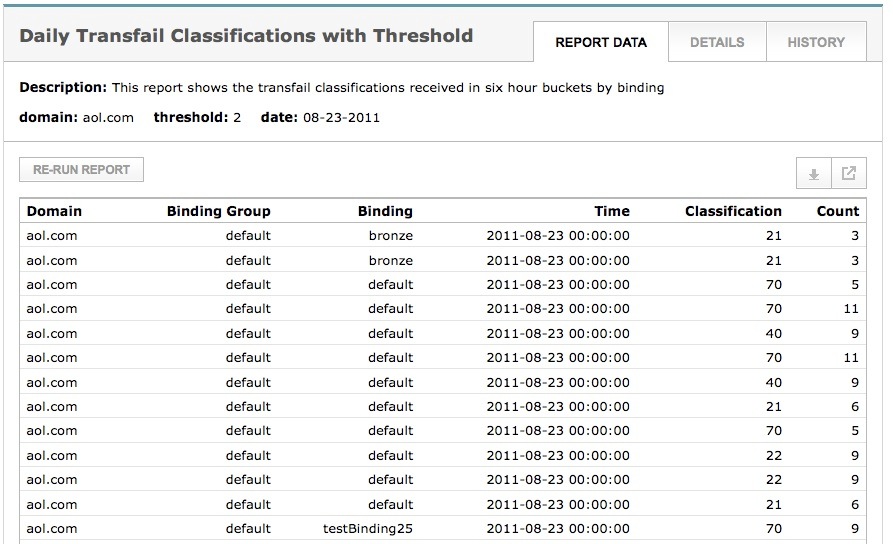 Daily Transfail Classifications with Threshold
REPORT DATA DETAILS HISTORY
Description: This report shows the transfail classifications received in six hour buckets by binding
domain: aol.com threshold: 2 date: 08-23-2011
RE-RUN REPORT
Domain Binding Group Binding Time Classification Count
aol.com default bronze 2011-08-23 00:00:00 21 3
aol.com default bronze 2011-08-23 00:00:00 21 3
aol.com default default 2011-08-23 00:00:00 70 5
aol.com default default 2011-08-23 00:00:00 70 11
aol.com default default 2011-08-23 00:00:00 40 9
aol.com default default 2011-08-23 00:00:00 70 11
aol.com default default 2011-08-23 00:00:00 40 9
aol.com default default 2011-08-23 00:00:00 21 6
aol.com default default 2011-08-23 00:00:00 70 5
aol.com default default 2011-08-23 00:00:00 22 9
aol.com default default 2011-08-23 00:00:00 22 9
aol.com default default 2011-08-23 00:00:00 21 6
aol.com default testBinding25 2011-08-23 00:00:00 70 9